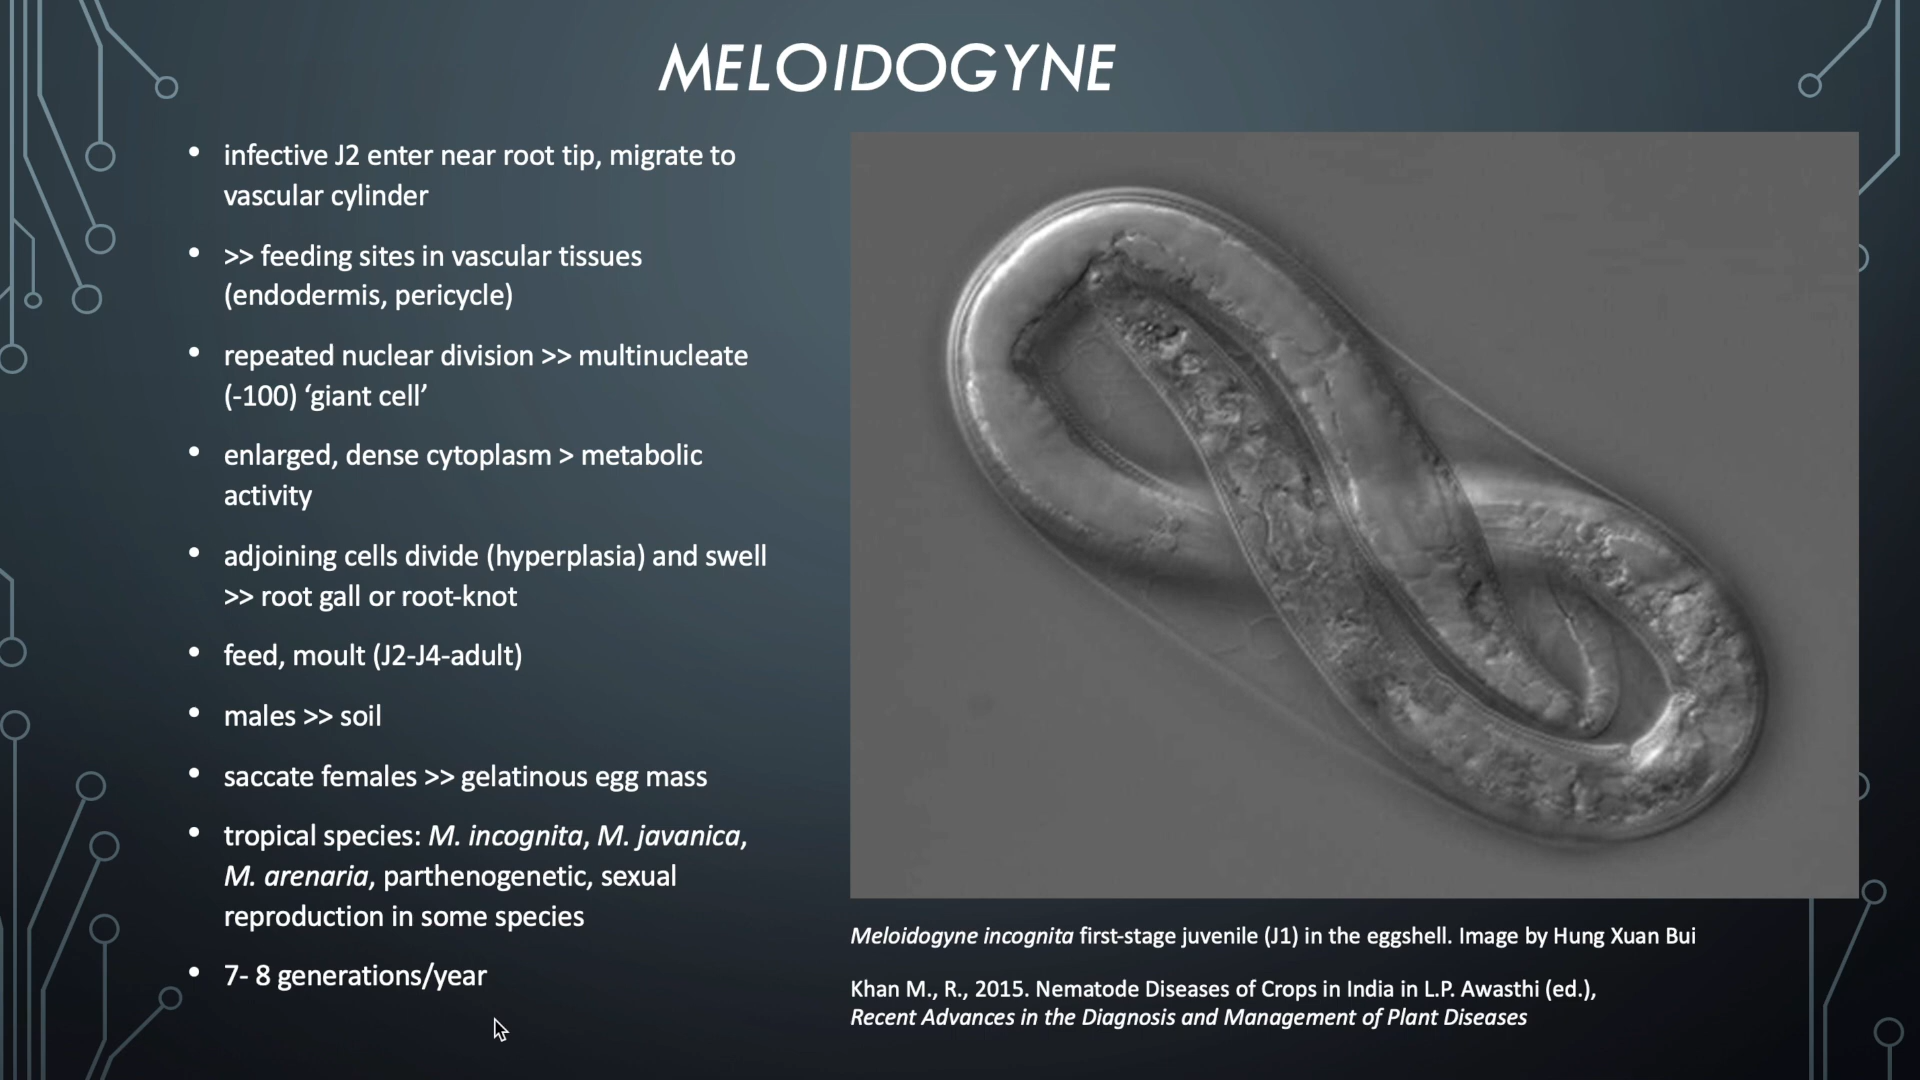 MELOIDOGYNE
• infective J2 enter near root tip, migrate to
vascular cylinder
• >> feeding sites in vascular tissues
(endodermis, pericycle)
• repeated nuclear division >> multinucleate
(-100) ‘giant cell’
• enlarged, dense cytoplasm > metabolic
activity
• adjoining cells divide (hyperplasia) and swell
>> root gall or root-knot
• feed, moult (J2-J4-adult)
• males >> soil
• saccate females >> gelatinous egg mass
• tropical species: M. incognita, M. javanica,
M. arenaria, parthenogenetic, sexual
reproduction in some species
• 7- 8 generations/year
Meloidogyne incognita first-stage juvenile (J1) in the eggshell. Image by Hung Xuan Bui
Khan M., R., 2015. Nematode Diseases of Crops in India in L.P. Awasthi (ed.),
Recent Advances in the Diagnosis and Management of Plant Diseases